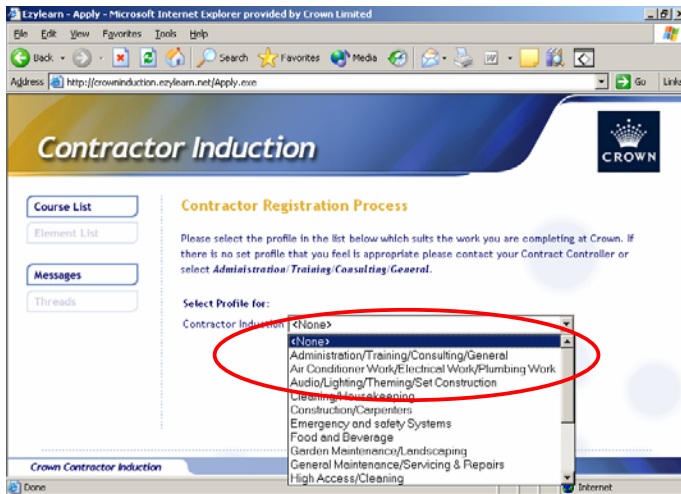 Ezylearn - Apply - Microsoft Internet Explorer provided by Crown Limited
File Edit View Favorites Tools Help
Back Search Favorites Media
Address http://crowninduction.ezylearn.net/Apply.exe Go Links
Contractor Induction
CROWN
Course List
Element List
Messages
Threads
Contractor Registration Process
Please select the profile in the list below which suits the work you are completing at Crown. If
there is no set profile that you feel is appropriate please contact your Contract Controller or
select Administration/Training/Consulting/General.
Select Profile for:
Contractor Induction <None>
<None>
Administration/Training/Consulting/General
Air Conditioner Work/Electrical Work/Plumbing Work
Audio/Lighting/Theming/Set Construction
Cleaning/Housekeeping
Construction/Carpenters
Emergency and safety Systems
Food and Beverage
Garden Maintenance/Landscaping
General Maintenance/Servicing & Repairs
High Access/Cleaning
Crown Contractor Induction
Done Internet